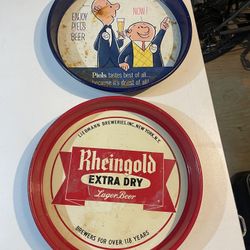 ENJOY
PIELS
BEER
NOW!
Piels tastes best of all...
because it's driest of all!
LIEBMANN BREWERIES, INC., NEW YORK, N.Y.
Rheingold
EXTRA DRY
Lager Beer
BREWERS FOR OVER 118 YEARS